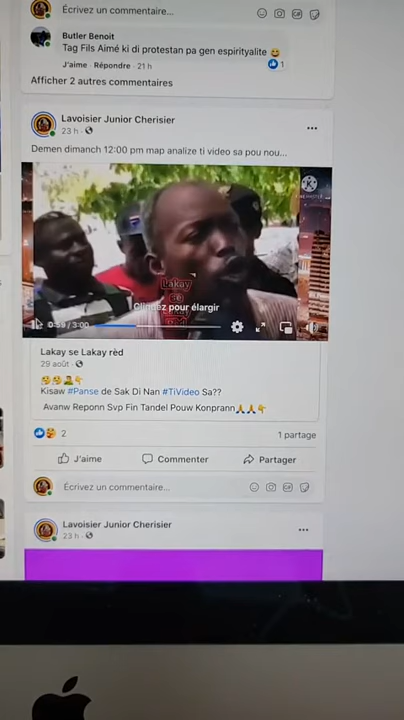 Écrivez un commentaire...
Butler Benoit
Tag Fils Aimé ki di protestan pa gen espirityalite 😄
J'aime · Répondre · 21 h
1
Afficher 2 autres commentaires
Lavoisier Junior Cherisier
23 h ·
Demen dimanch 12:00 pm map analize ti video sa pou nou...
Lakay
se
Cliquez pour élargir
0:59 / 3:00
Lakay se Lakay rèd
29 août ·
🤔🤔🤦‍♂️👇
Kisaw #Panse de Sak Di Nan #TiVideo Sa??
Avanw Reponn Svp Fin Tandel Pouw Konprann🙏🙏👇
2
1 partage
J'aime
Commenter
Partager
Écrivez un commentaire...
Lavoisier Junior Cherisier
23 h ·